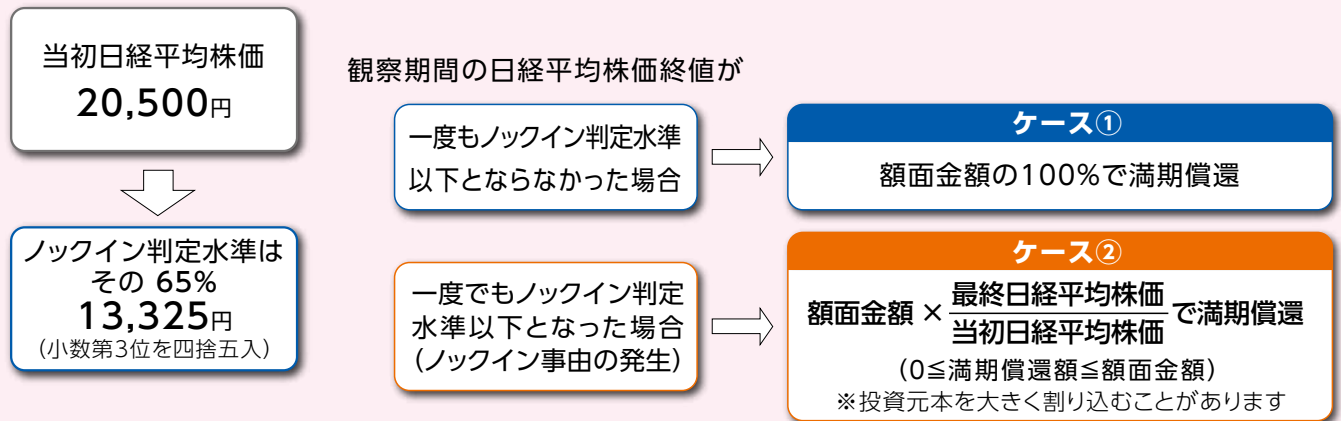 当初日経平均株価
20,500円
ノックイン判定水準は
その 65%
13,325円
(小数第3位を四捨五入)
観察期間の日経平均株価終値が
一度もノックイン判定水準
以下とならなかった場合
ケース①
額面金額の100%で満期償還
一度でもノックイン判定
水準以下となった場合
(ノックイン事由の発生)
ケース②
額面金額 × 最終日経平均株価
当初日経平均株価 で満期償還
(0≦満期償還額≦額面金額)
※投資元本を大きく割り込むことがあります